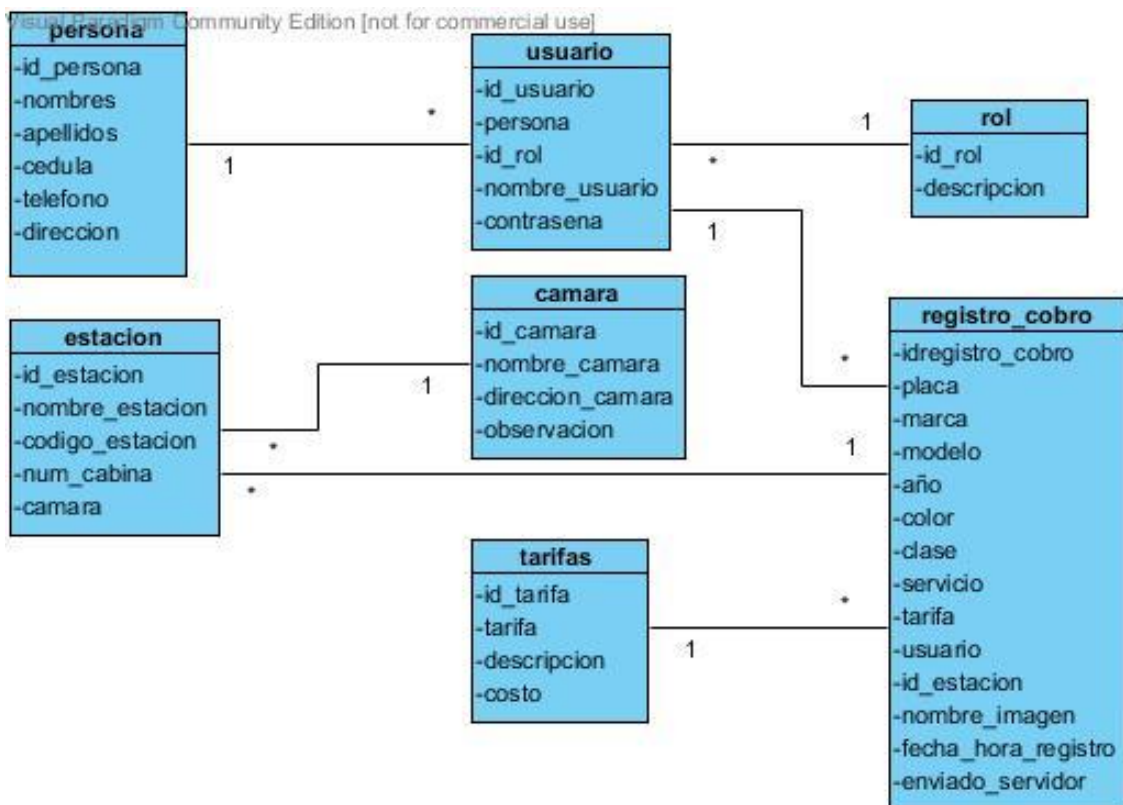 Visual Paradigm Community Edition [not for commercial use]
persona
-id_persona
-nombres
-apellidos
-cedula
-telefono
-direccion
1
*
usuario
-id_usuario
-persona
-id_rol
-nombre_usuario
-contrasena
*
1
rol
-id_rol
-descripcion
1
*
estacion
-id_estacion
-nombre_estacion
-codigo_estacion
-num_cabina
-camara
*
1
camara
-id_camara
-nombre_camara
-direccion_camara
-observacion
*
1
tarifas
-id_tarifa
-tarifa
-descripcion
-costo
1
*
registro_cobro
-idregistro_cobro
-placa
-marca
-modelo
-año
-color
-clase
-servicio
-tarifa
-usuario
-id_estacion
-nombre_imagen
-fecha_hora_registro
-enviado_servidor